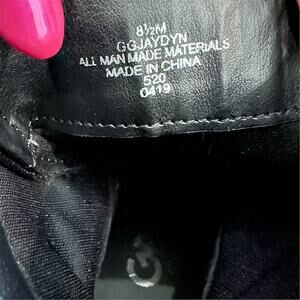 8½M
GGJAYDYN
ALL MAN MADE MATERIALS
MADE IN CHINA
520
0419
G